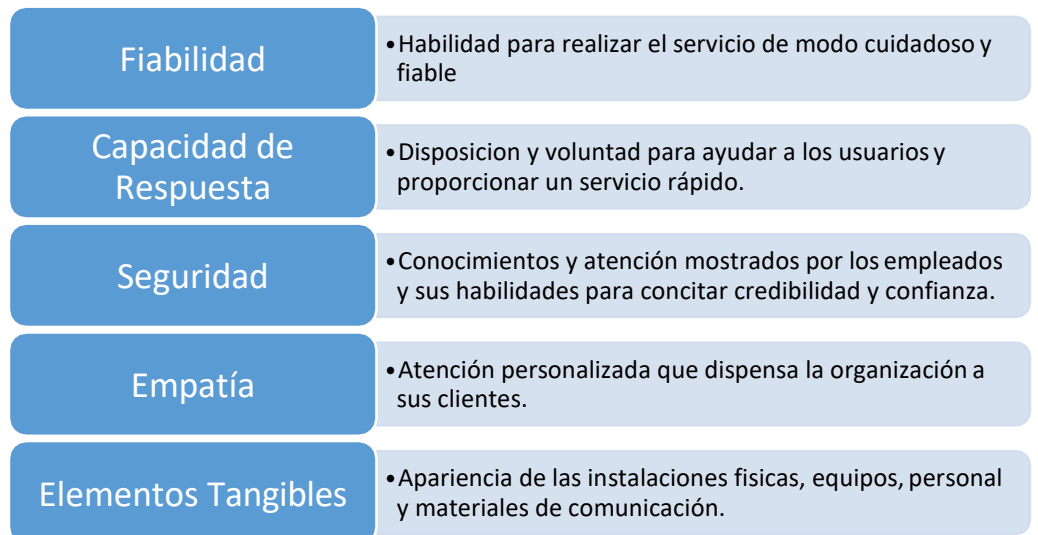 Fiabilidad
•Habilidad para realizar el servicio de modo cuidadoso y
fiable
Capacidad de
Respuesta
•Disposicion y voluntad para ayudar a los usuarios y
proporcionar un servicio rápido.
Seguridad
•Conocimientos y atención mostrados por los empleados
y sus habilidades para concitar credibilidad y confianza.
Empatía
•Atención personalizada que dispensa la organización a
sus clientes.
Elementos Tangibles
•Apariencia de las instalaciones fisicas, equipos, personal
y materiales de comunicación.